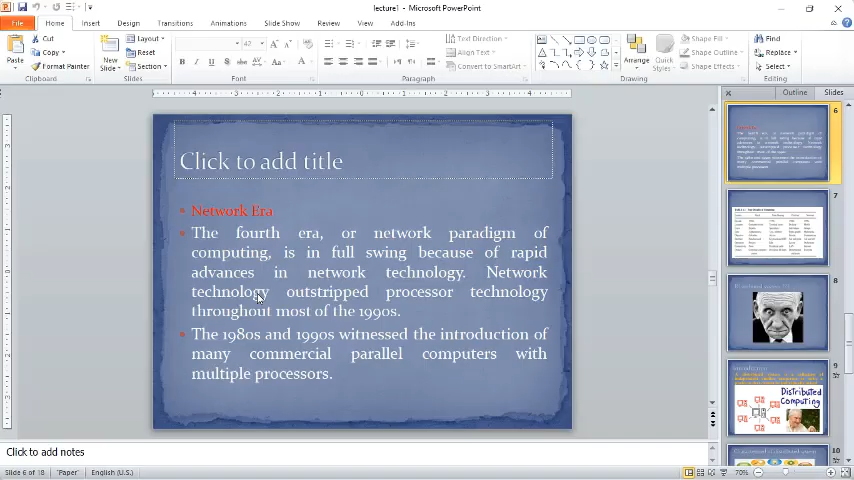 lecture1 - Microsoft PowerPoint
File Home Insert Design Transitions Animations Slide Show Review View Add-Ins
Paste
Cut
Copy
Format Painter
Clipboard
New Slide
Layout
Reset
Section
Slides
42
Font
Text Direction
Align Text
Convert to SmartArt
Paragraph
Arrange
Quick Styles
Shape Fill
Shape Outline
Shape Effects
Drawing
Find
Replace
Select
Editing
Click to add title
• Network Era
• The fourth era, or network paradigm of
computing, is in full swing because of rapid
advances in network technology. Network
technology outstripped processor technology
throughout most of the 1990s.
• The 1980s and 1990s witnessed the introduction of
many commercial parallel computers with
multiple processors.
Outline Slides
6
7
8
9
Distributed
Computing
10
Click to add notes
Slide 6 of 18 "Paper" English (U.S.) 70%